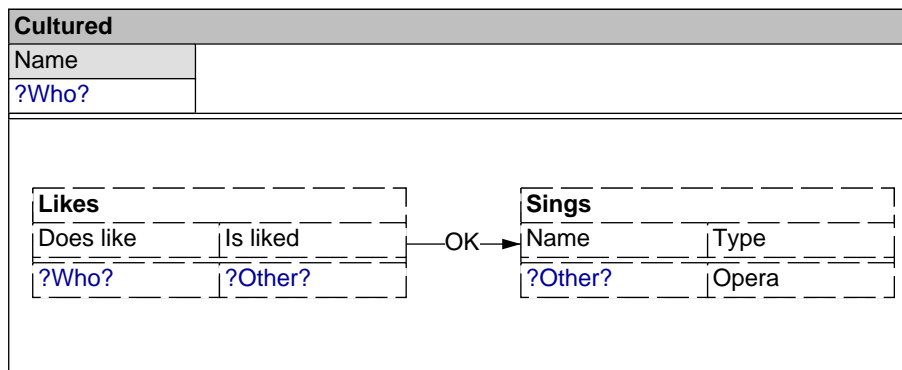 Cultured
Name
?Who?
Likes
Does like Is liked
?Who? ?Other?
OK
Sings
Name Type
?Other? Opera